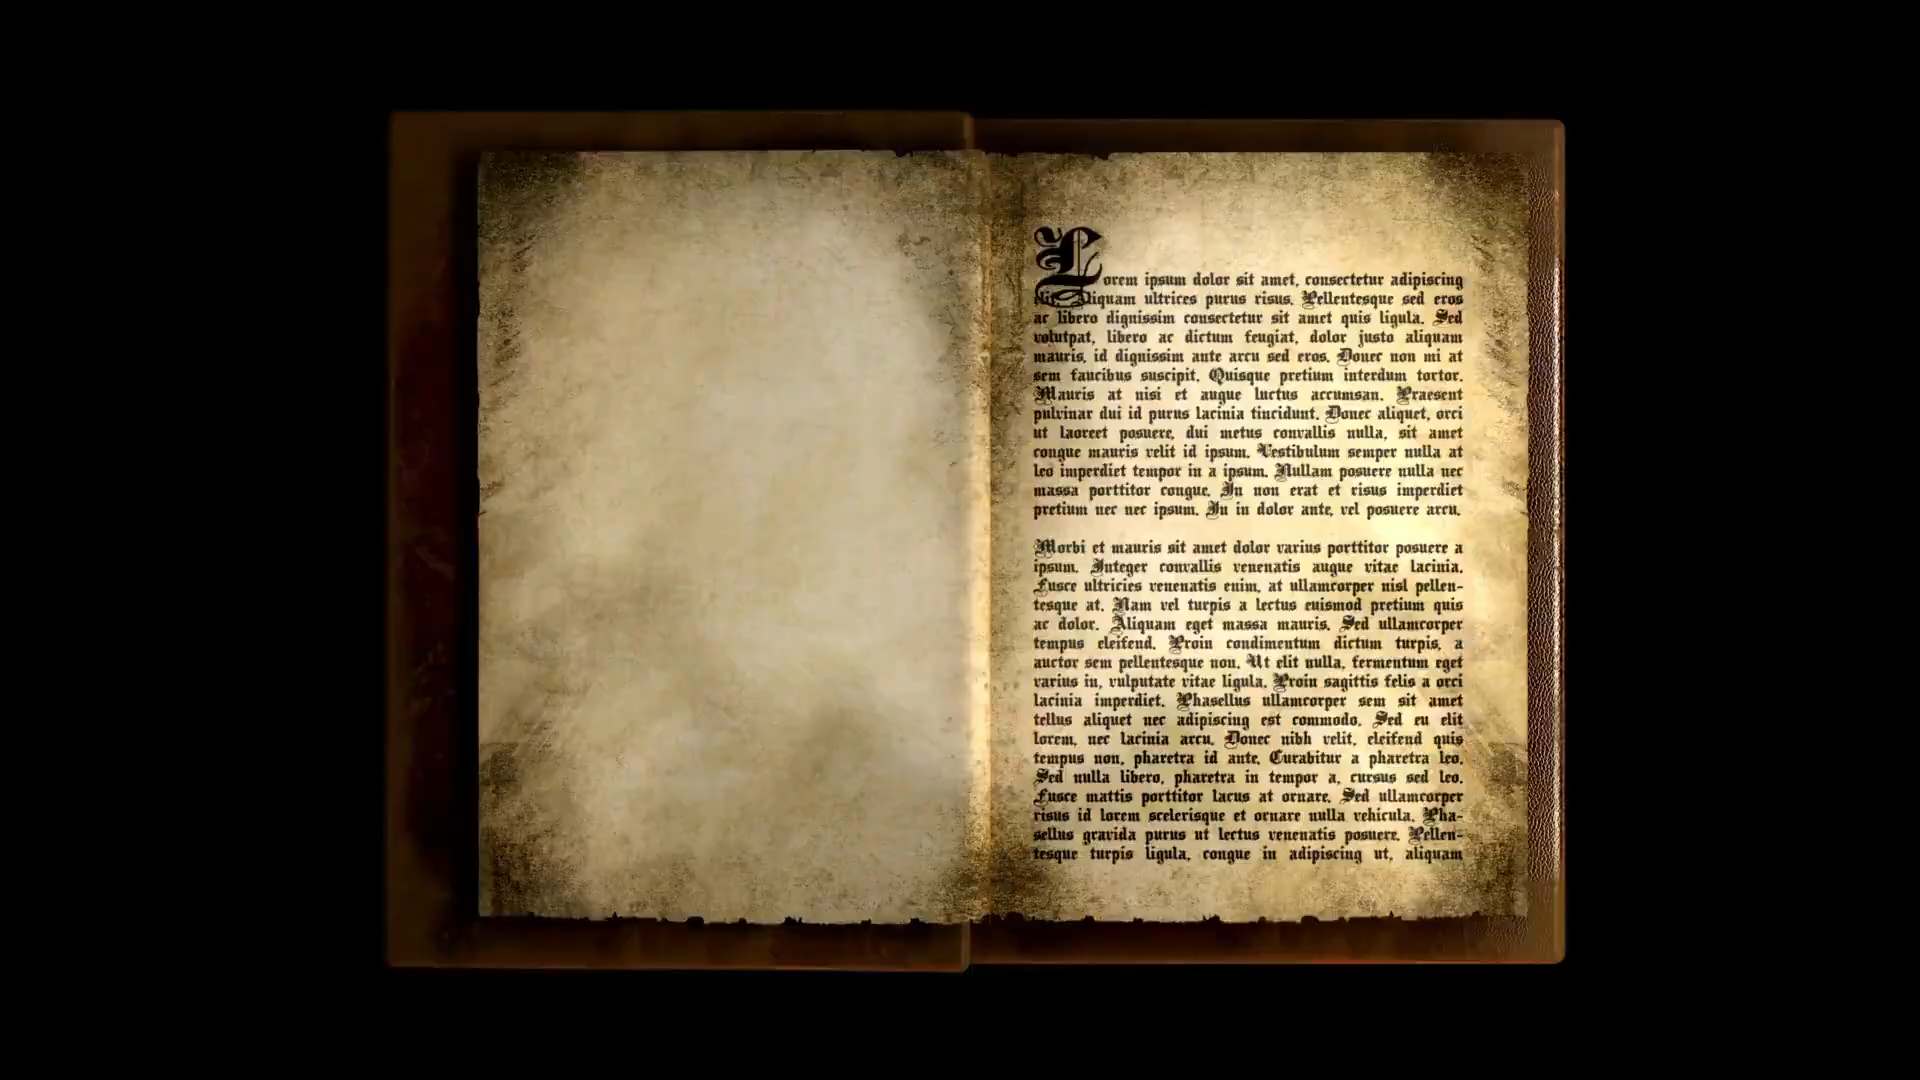 Lorem ipsum dolor sit amet, consectetur adipiscing
elit. Aliquam ultrices purus risus. Pellentesque sed eros
ac libero dignissim consectetur sit amet quis ligula. Sed
volutpat, libero ac dictum feugiat, dolor justo aliquam
mauris, id dignissim ante arcu sed eros. Donec non mi at
sem faucibus suscipit. Quisque pretium interdum tortor.
Mauris at nisi et augue luctus accumsan. Praesent
pulvinar dui id purus lacinia tincidunt. Donec aliquet, orci
ut laoreet posuere, dui metus convallis nulla, sit amet
congue mauris velit id ipsum. Vestibulum semper nulla at
leo imperdiet tempor in a ipsum. Nullam posuere nulla nec
massa porttitor congue. In non erat et risus imperdiet
pretium nec nec ipsum. In in dolor ante, vel posuere arcu.
Morbi et mauris sit amet dolor varius porttitor posuere a
ipsum. Integer convallis venenatis augue vitae lacinia.
Fusce ultricies venenatis enim, at ullamcorper nisl pellen-
tesque at. Nam vel turpis a lectus euismod pretium quis
ac dolor. Aliquam eget massa mauris. Sed ullamcorper
tempus eleifend. Proin condimentum dictum turpis, a
auctor sem pellentesque non. Ut elit nulla, fermentum eget
varius in, vulputate vitae ligula. Proin sagittis felis a orci
lacinia imperdiet. Phasellus ullamcorper sem sit amet
tellus aliquet nec adipiscing est commodo. Sed eu elit
lorem, nec lacinia arcu. Donec nibh velit, eleifend quis
tempus non, pharetra id ante. Curabitur a pharetra leo.
Sed nulla libero, pharetra in tempor a, cursus sed leo.
Fusce mattis porttitor lacus at ornare. Sed ullamcorper
risus id lorem scelerisque et ornare nulla vehicula. Pha-
sellus gravida purus ut lectus venenatis posuere. Pellen-
tesque turpis ligula, congue in adipiscing ut, aliquam